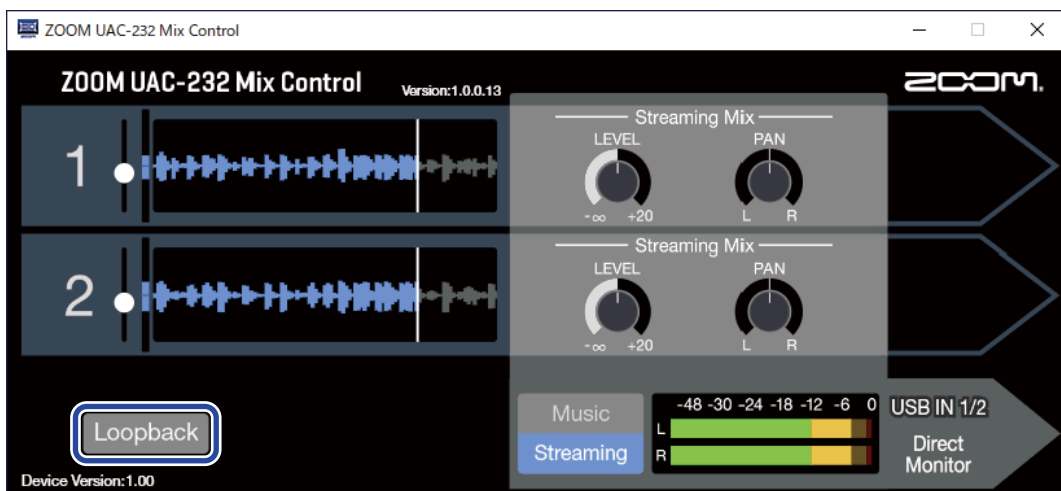 ZOOM UAC-232 Mix Control
ZOOM UAC-232 Mix Control Version:1.0.0.13
ZOOM.
1
Streaming Mix
LEVEL PAN
-∞ +20 L R
2
Streaming Mix
LEVEL PAN
-∞ +20 L R
Loopback
Device Version:1.00
Music
Streaming
-48 -30 -24 -18 -12 -6 0
L
R
USB IN 1/2
Direct
Monitor